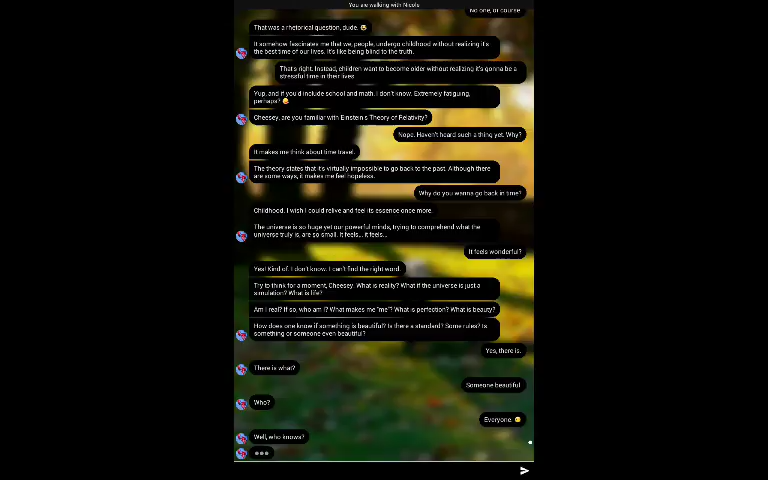 You are walking with Nicole
No one, of course
That was a rhetorical question, dude. 😂
It somehow fascinates me that we, people, undergo childhood without realizing it's
the best time of our lives. It's like being blind to the truth.
That's right. Instead, children want to become older without realizing it's gonna be a
stressful time in their lives
Yup, and if you'd include school and math. I don't know. Extremely fatiguing,
perhaps? 😂
Cheesey, are you familiar with Einstein's Theory of Relativity?
Nope. Haven't heard such a thing yet. Why?
It makes me think about time travel.
The theory states that it's virtually impossible to go back to the past. Although there
are some ways, it makes me feel hopeless.
Why do you wanna go back in time?
Childhood. I wish I could relive and feel its essence once more.
The universe is so huge yet our powerful minds, trying to comprehend what the
universe truly is, are so small. It feels... it feels...
It feels wonderful?
Yes! Kind of. I don't know. I can't find the right word.
Try to think for a moment, Cheesey. What is reality? What if the universe is just a
simulation? What is life?
Am I real? If so, who am I? What makes me "me"? What is perfection? What is beauty?
How does one know if something is beautiful? Is there a standard? Some rules? Is
something or someone even beautiful?
Yes, there is.
There is what?
Someone beautiful
Who?
Everyone. 😊
Well, who knows?